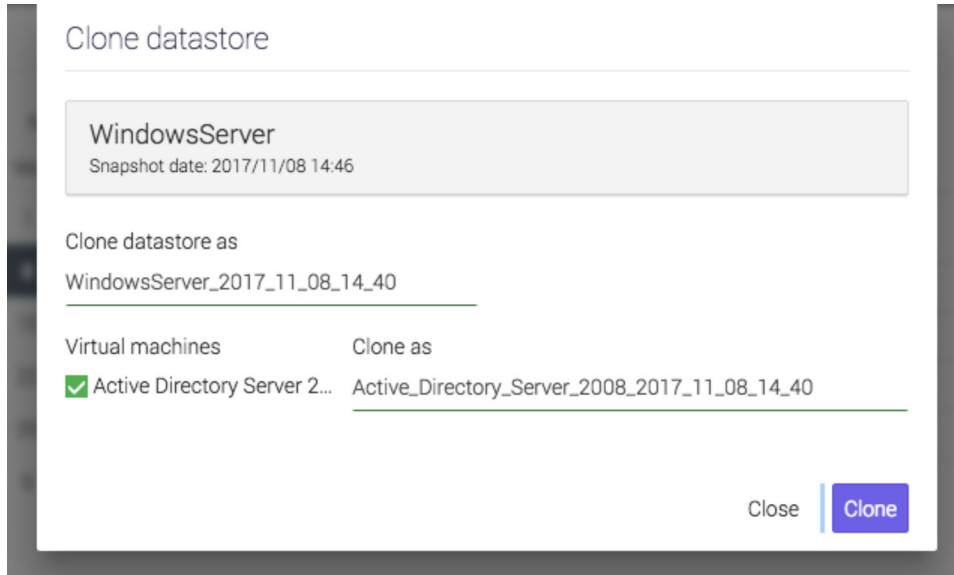 Clone datastore
WindowsServer
Snapshot date: 2017/11/08 14:46
Clone datastore as
WindowsServer_2017_11_08_14_40
Virtual machines Clone as
Active Directory Server 2... Active_Directory_Server_2008_2017_11_08_14_40
Close Clone